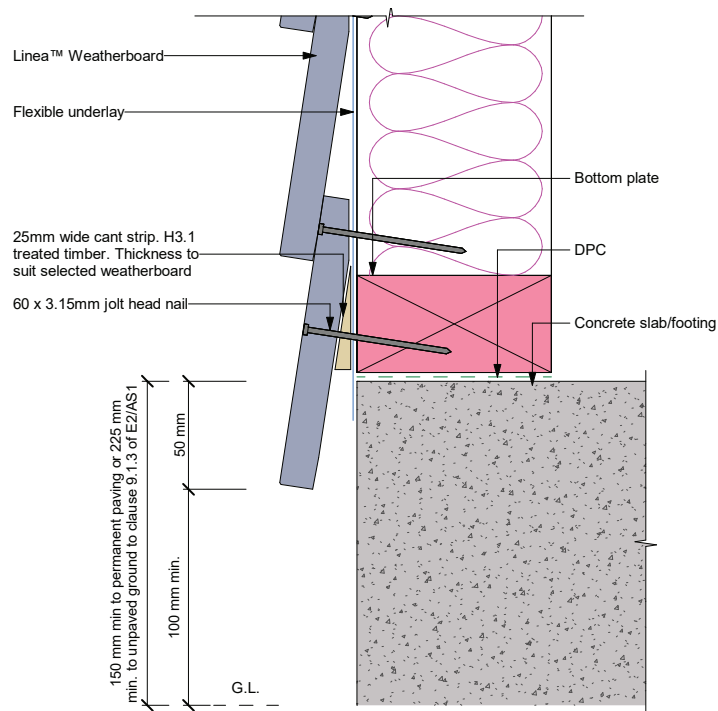 Linea™ Weatherboard
Flexible underlay
25mm wide cant strip. H3.1
treated timber. Thickness to
suit selected weatherboard
60 x 3.15mm jolt head nail
Bottom plate
DPC
Concrete slab/footing
150 mm min to permanent paving or 225 mm
min. to unpaved ground to clause 9.1.3 of E2/AS1
50 mm
100 mm min.
G.L.